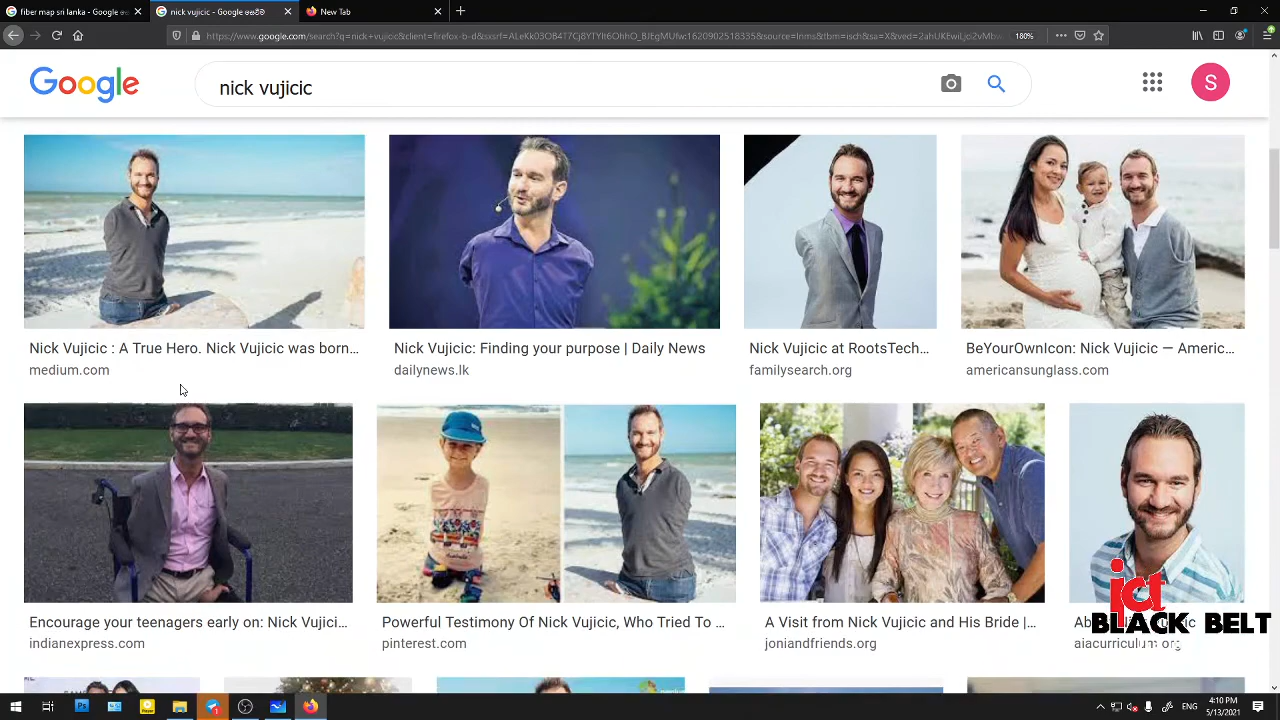 fiber map sri lanka - Google සෙවීම
nick vujicic - Google සෙවීම
New Tab
180%
Google
nick vujicic
S
Nick Vujicic : A True Hero. Nick Vujicic was born...
medium.com
Nick Vujicic: Finding your purpose | Daily News
dailynews.lk
Nick Vujicic at RootsTech...
familysearch.org
BeYourOwnIcon: Nick Vujicic — Americ...
americansunglass.com
Encourage your teenagers early on: Nick Vujici...
indianexpress.com
Powerful Testimony Of Nick Vujicic, Who Tried To ...
pinterest.com
A Visit from Nick Vujicic and His Bride |...
joniandfriends.org
aiacurriculum.org
ict
BLACK BELT
4:10 PM
5/13/2021